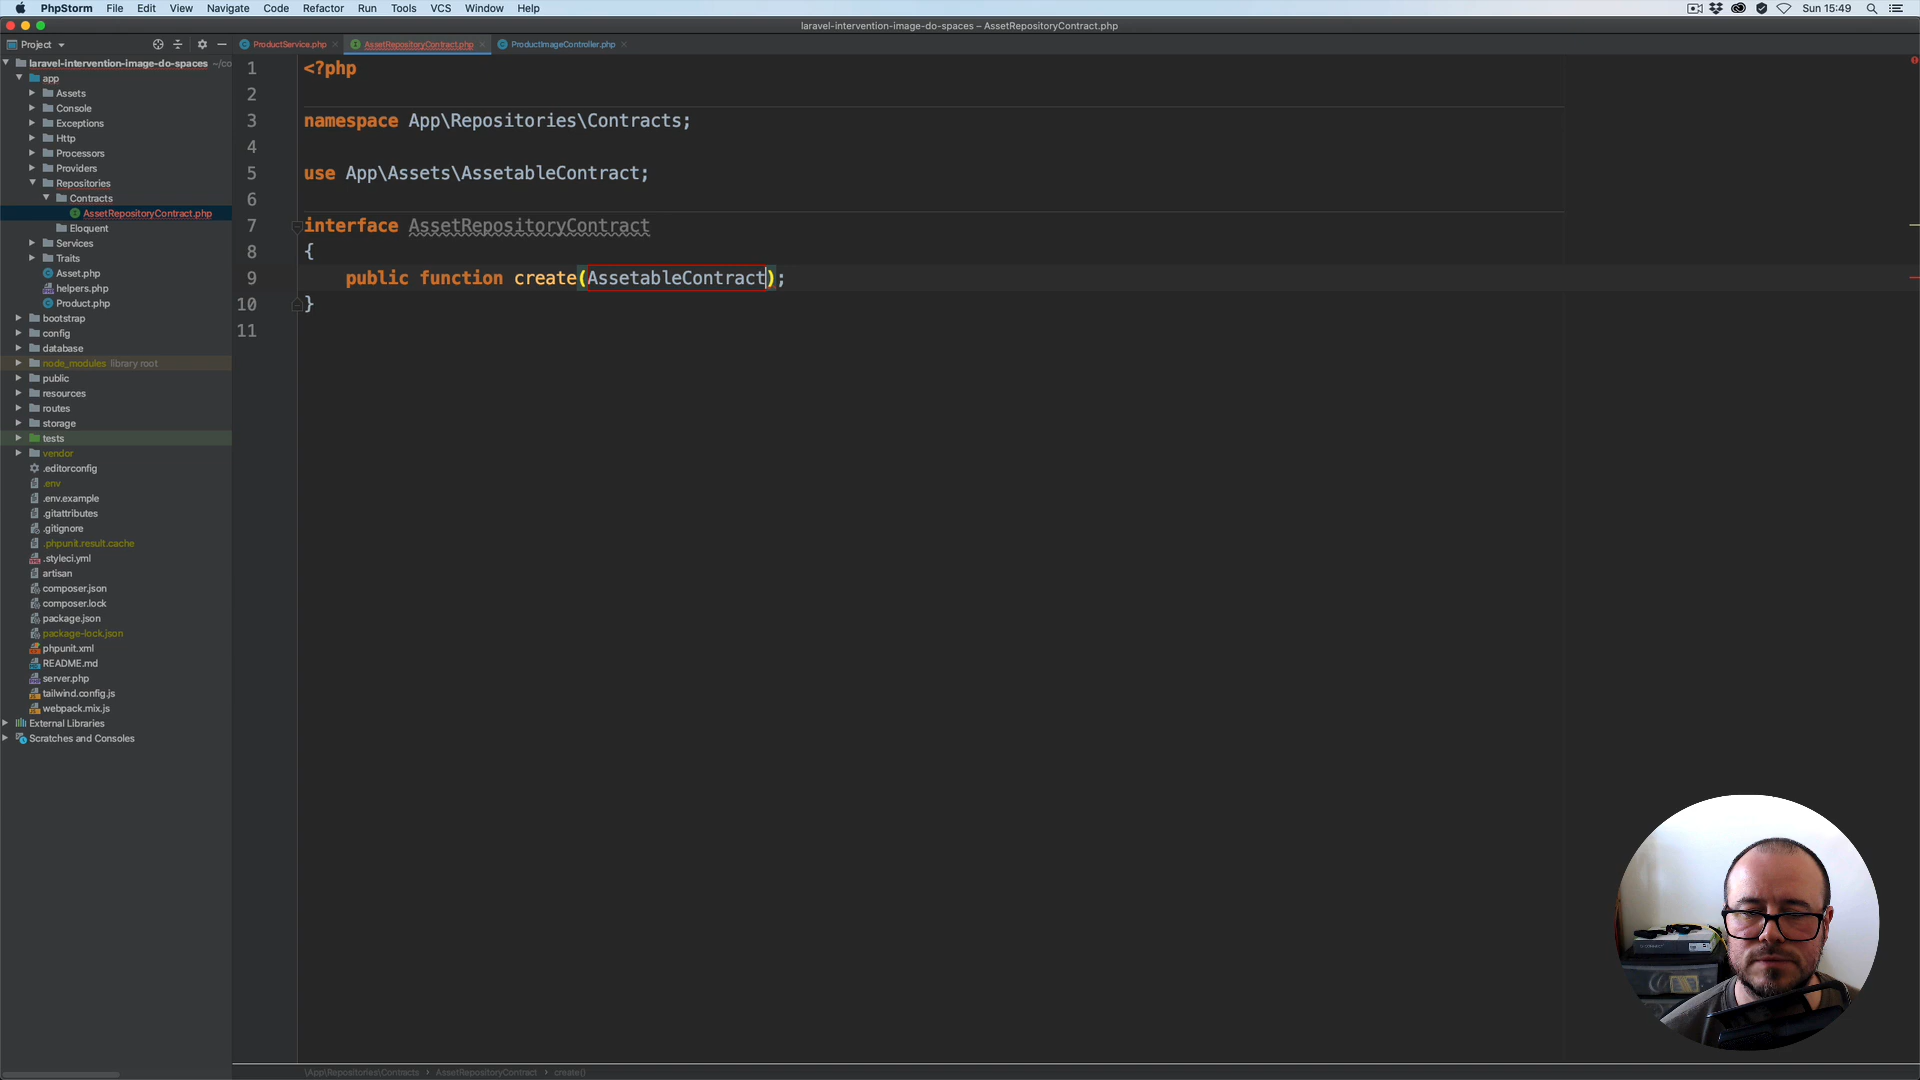 PhpStorm File Edit View Navigate Code Refactor Run Tools VCS Window Help Sun 15:49
laravel-intervention-image-do-spaces – AssetRepositoryContract.php
Project ProductService.php AssetRepositoryContract.php ProductImageController.php
laravel-intervention-image-do-spaces ~/co
app
Assets
Console
Exceptions
Http
Processors
Providers
Repositories
Contracts
AssetRepositoryContract.php
Eloquent
Services
Traits
Asset.php
helpers.php
Product.php
bootstrap
config
database
node_modules library root
public
resources
routes
storage
tests
vendor
.editorconfig
.env
.env.example
.gitattributes
.gitignore
.phpunit.result.cache
.styleci.yml
artisan
composer.json
composer.lock
package.json
package-lock.json
phpunit.xml
README.md
server.php
tailwind.config.js
webpack.mix.js
External Libraries
Scratches and Consoles
1 <?php
2
3 namespace App\Repositories\Contracts;
4
5 use App\Assets\AssetableContract;
6
7 interface AssetRepositoryContract
8 {
9 public function create(AssetableContract);
10 }
11
\App\Repositories\Contracts › AssetRepositoryContract › create()